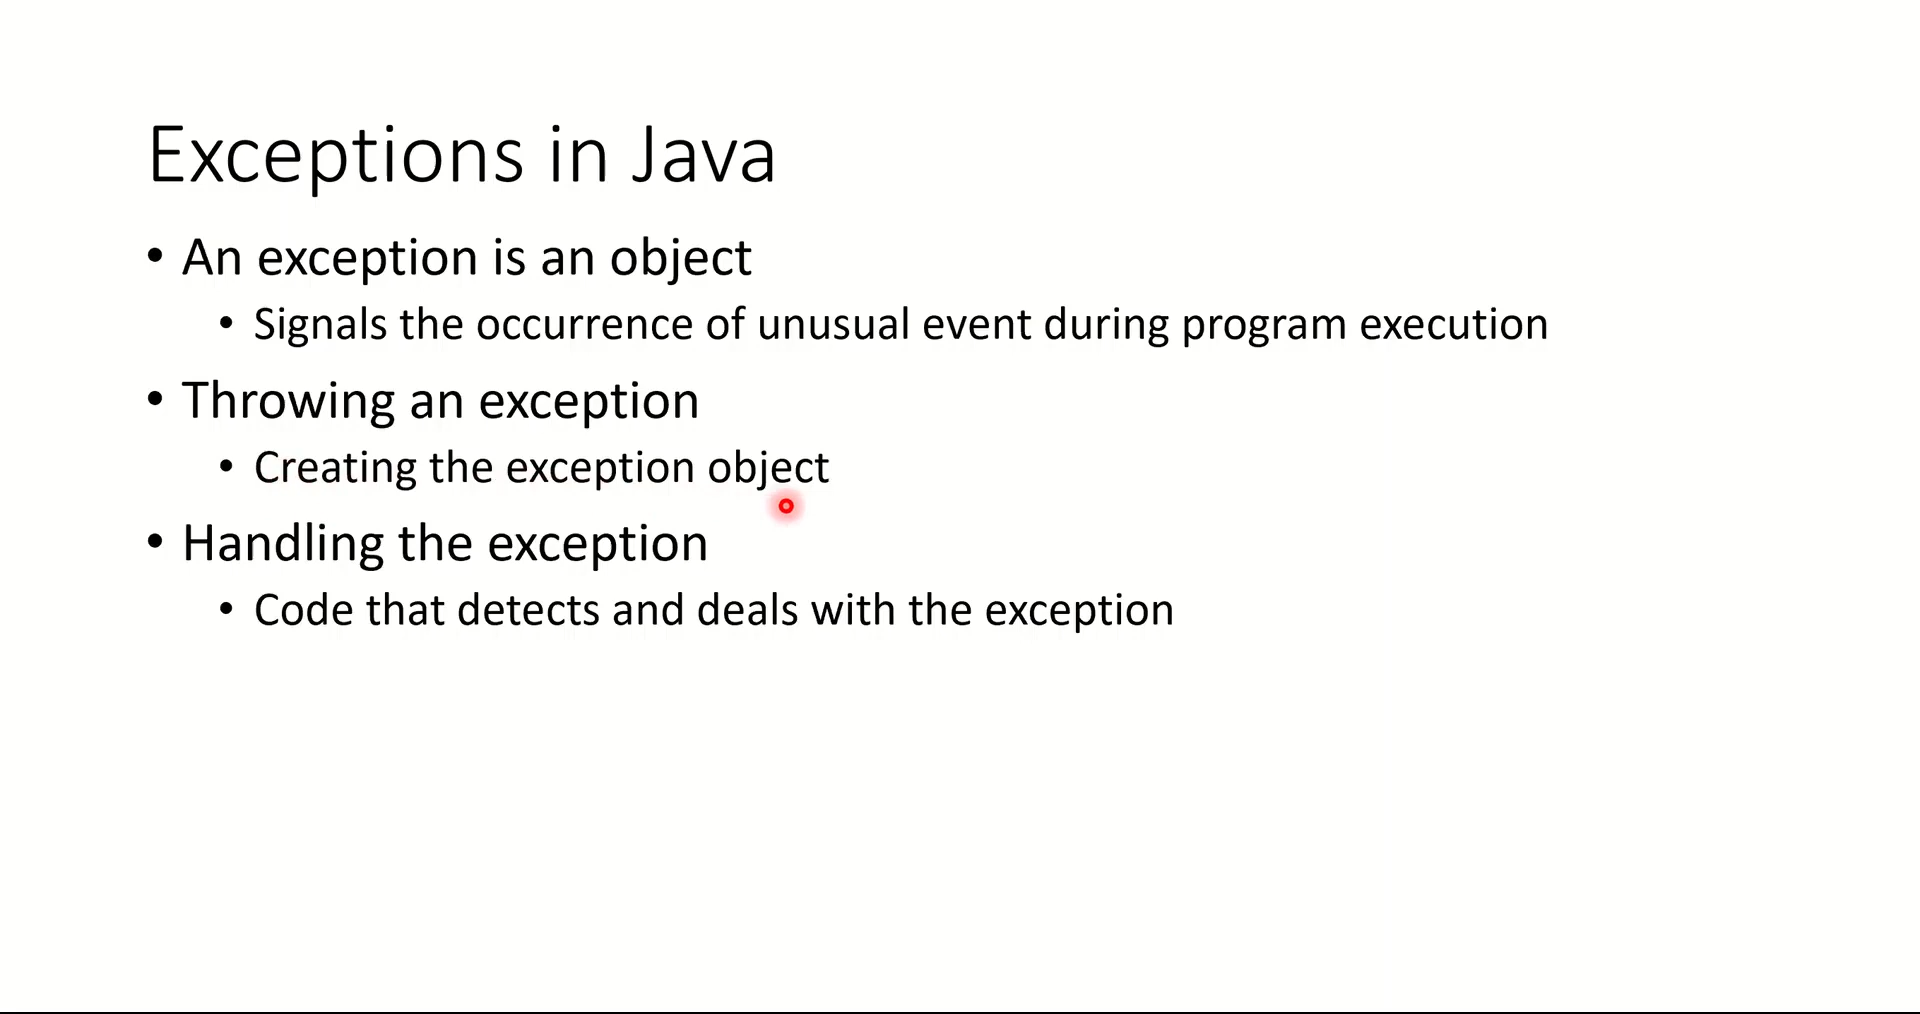 Exceptions in Java
• An exception is an object
• Signals the occurrence of unusual event during program execution
• Throwing an exception
• Creating the exception object
• Handling the exception
• Code that detects and deals with the exception